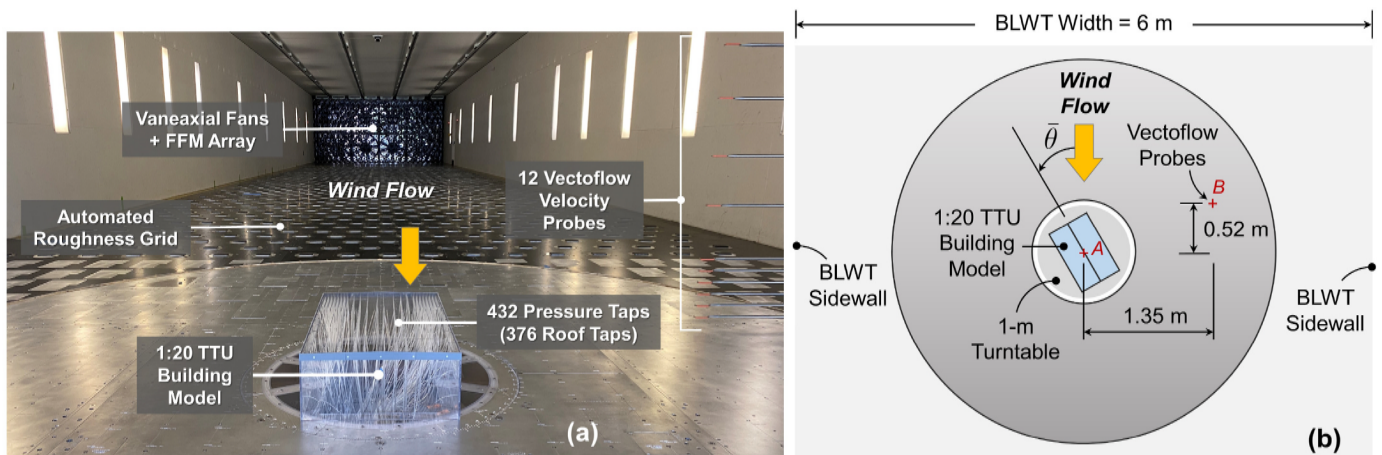 Vaneaxial Fans
+ FFM Array
Wind Flow
12 Vectoflow
Velocity
Probes
Automated
Roughness Grid
432 Pressure Taps
(376 Roof Taps)
1:20 TTU
Building
Model
(a)
BLWT Width = 6 m
Wind
Flow
θ̅
Vectoflow
Probes
B
1:20 TTU
Building
Model
A
0.52 m
BLWT
Sidewall
1-m
Turntable
1.35 m
BLWT
Sidewall
(b)